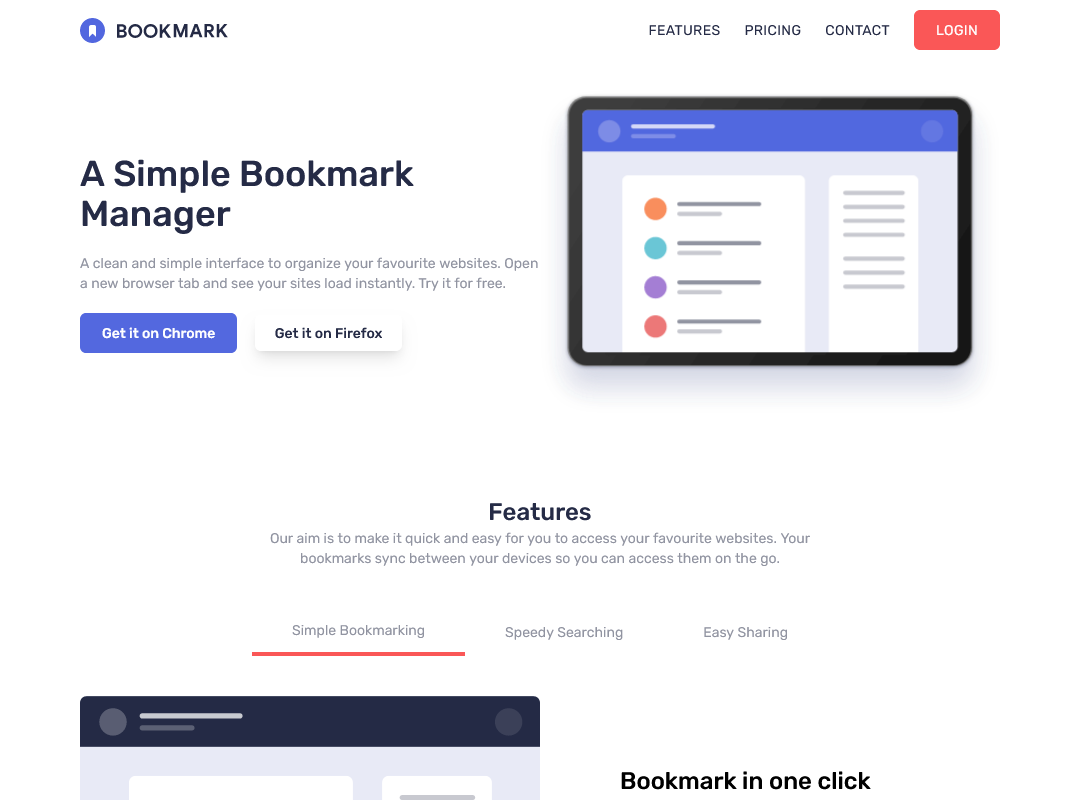 BOOKMARK
FEATURES
PRICING
CONTACT
LOGIN
A Simple Bookmark
Manager
A clean and simple interface to organize your favourite websites. Open
a new browser tab and see your sites load instantly. Try it for free.
Get it on Chrome
Get it on Firefox
Features
Our aim is to make it quick and easy for you to access your favourite websites. Your
bookmarks sync between your devices so you can access them on the go.
Simple Bookmarking
Speedy Searching
Easy Sharing
Bookmark in one click